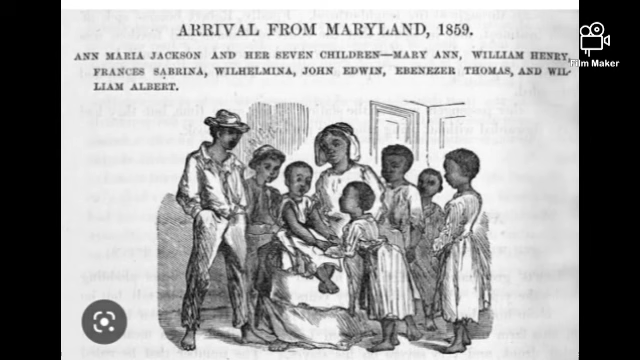 ARRIVAL FROM MARYLAND, 1859.
ANN MARIA JACKSON AND HER SEVEN CHILDREN—MARY ANN, WILLIAM HENRY
FRANCES SABRINA, WILHELMINA, JOHN EDWIN, EBENEZER THOMAS, AND WIL-
LIAM ALBERT.
Film Maker